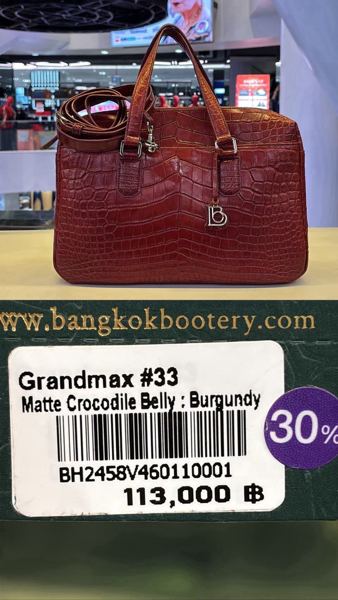 www.bangkokbootery.com
Grandmax #33
Matte Crocodile Belly : Burgundy
BH2458V460110001
113,000 ฿
30%